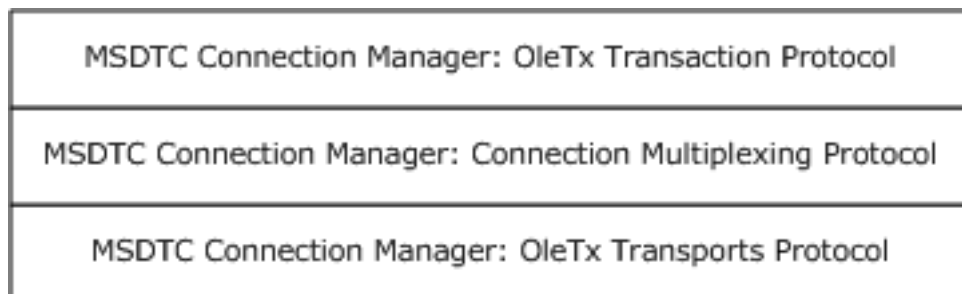 MSDTC Connection Manager: OleTx Transaction Protocol
MSDTC Connection Manager: Connection Multiplexing Protocol
MSDTC Connection Manager: OleTx Transports Protocol